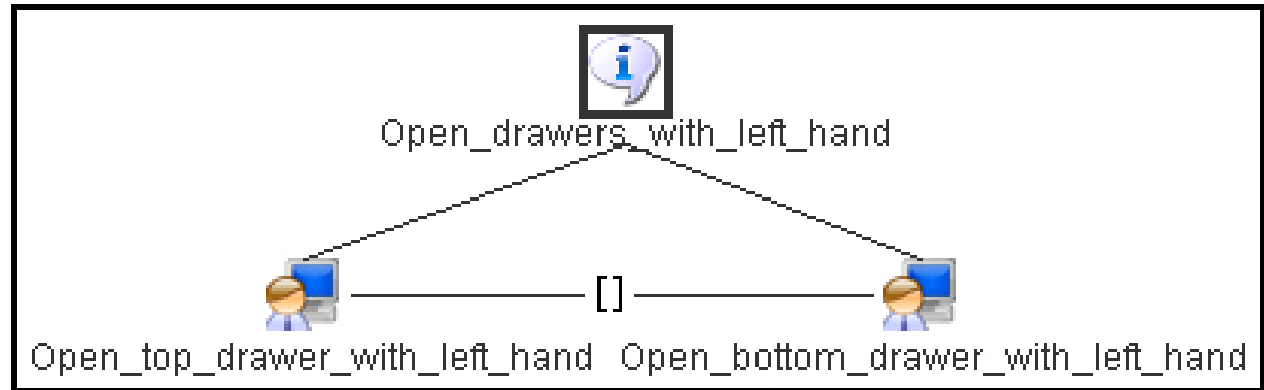 i
Open_drawers_with_left_hand
[]
Open_top_drawer_with_left_hand Open_bottom_drawer_with_left_hand